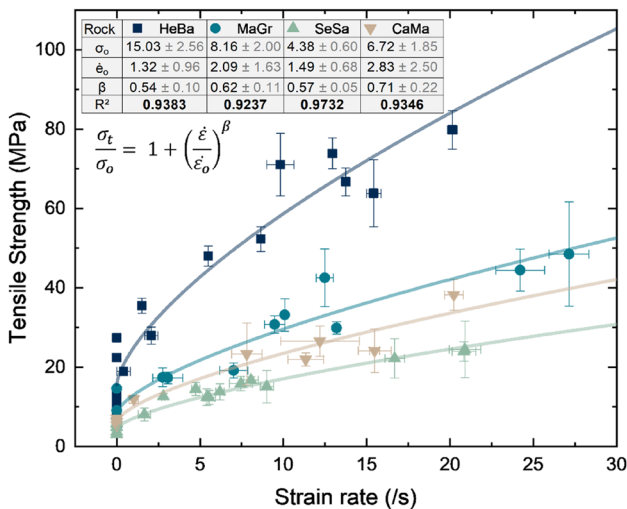 Rock HeBa MaGr SeSa CaMa
σₒ 15.03 ± 2.56 8.16 ± 2.00 4.38 ± 0.60 6.72 ± 1.85
ėₒ 1.32 ± 0.96 2.09 ± 1.63 1.49 ± 0.68 2.83 ± 2.50
β 0.54 ± 0.10 0.62 ± 0.11 0.57 ± 0.05 0.71 ± 0.22
R² 0.9383 0.9237 0.9732 0.9346
σₜ/σₒ = 1 + (ε̇/ε̇ₒ)^β
Tensile Strength (MPa)
100
80
60
40
20
0
0 5 10 15 20 25 30
Strain rate (/s)